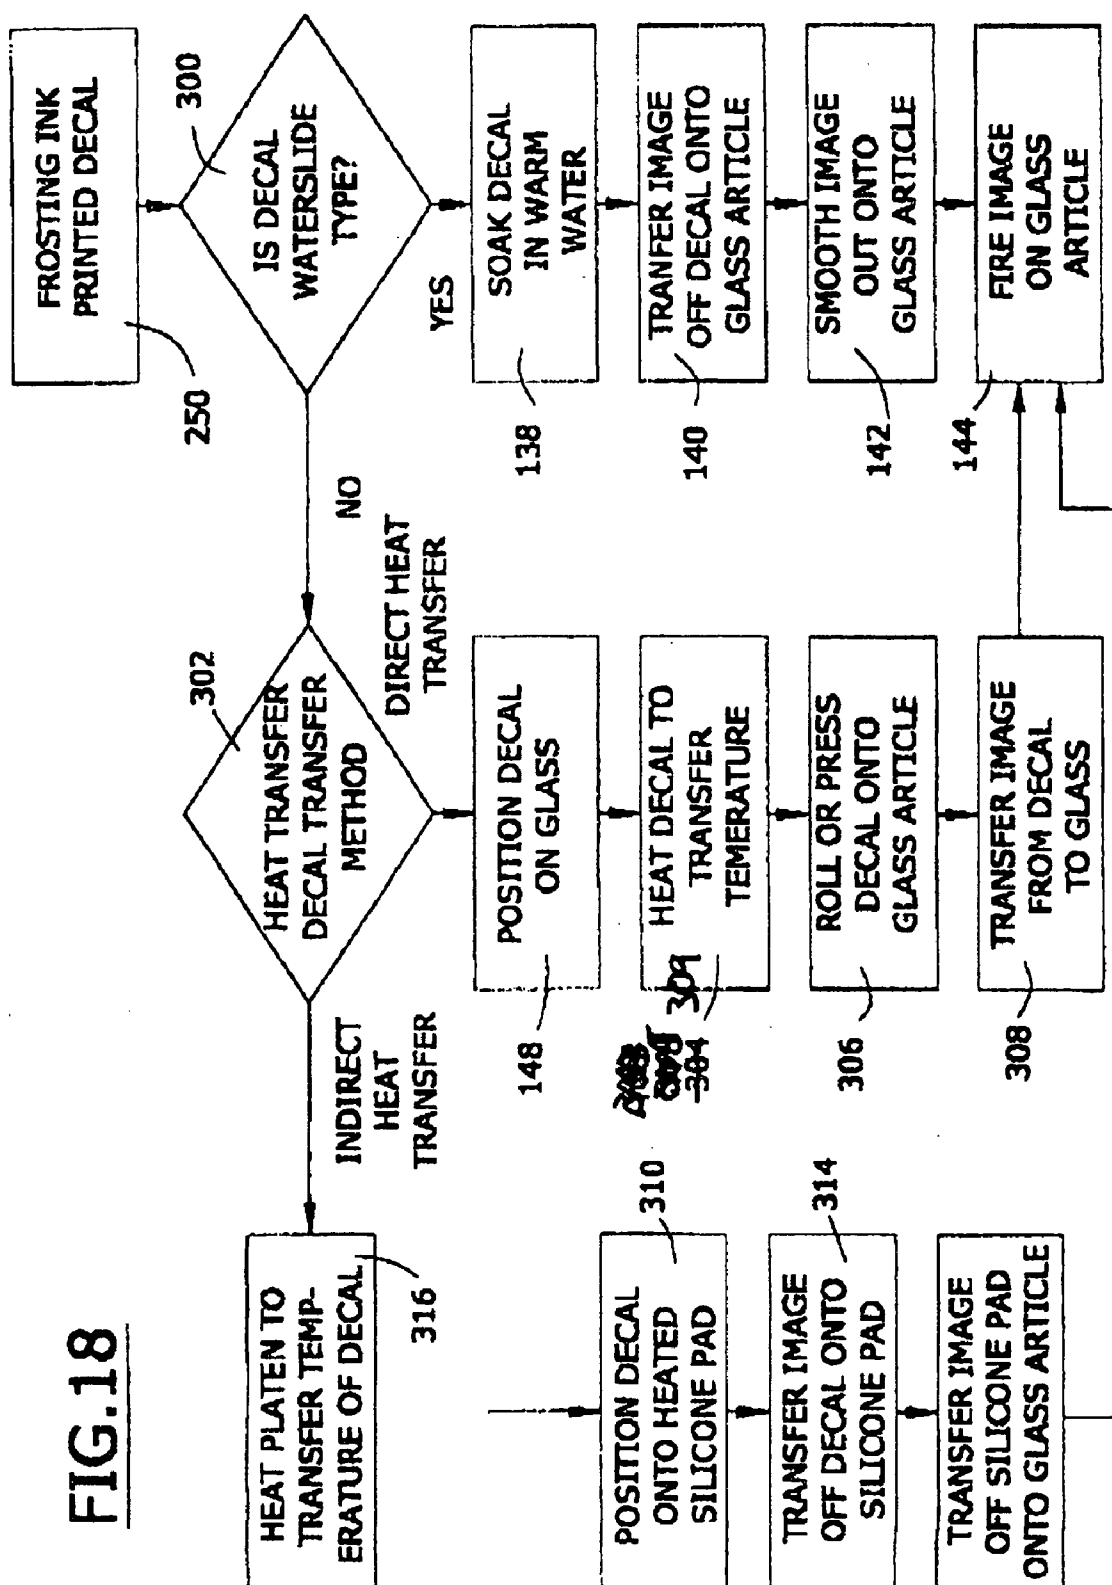 FIG.18
FROSTING INK
PRINTED DECAL
250
IS DECAL
WATERSLIDE
TYPE?
300
YES
NO
SOAK DECAL
IN WARM
WATER
138
TRANFER IMAGE
OFF DECAL ONTO
GLASS ARTICLE
140
SMOOTH IMAGE
OUT ONTO
GLASS ARTICLE
142
FIRE IMAGE
ON GLASS
ARTICLE
144
HEAT TRANSFER
DECAL TRANSFER
METHOD
302
DIRECT HEAT
TRANSFER
POSITION DECAL
ON GLASS
148
HEAT DECAL TO
TRANSFER
TEMERATURE
304
309
ROLL OR PRESS
DECAL ONTO
GLASS ARTICLE
306
TRANSFER IMAGE
FROM DECAL
TO GLASS
308
INDIRECT
HEAT
TRANSFER
HEAT PLATEN TO
TRANSFER TEMP-
ERATURE OF DECAL
316
POSITION DECAL
ONTO HEATED
SILICONE PAD
310
TRANSFER IMAGE
OFF DECAL ONTO
SILICONE PAD
314
TRANSFER IMAGE
OFF SILICONE PAD
ONTO GLASS ARTICLE